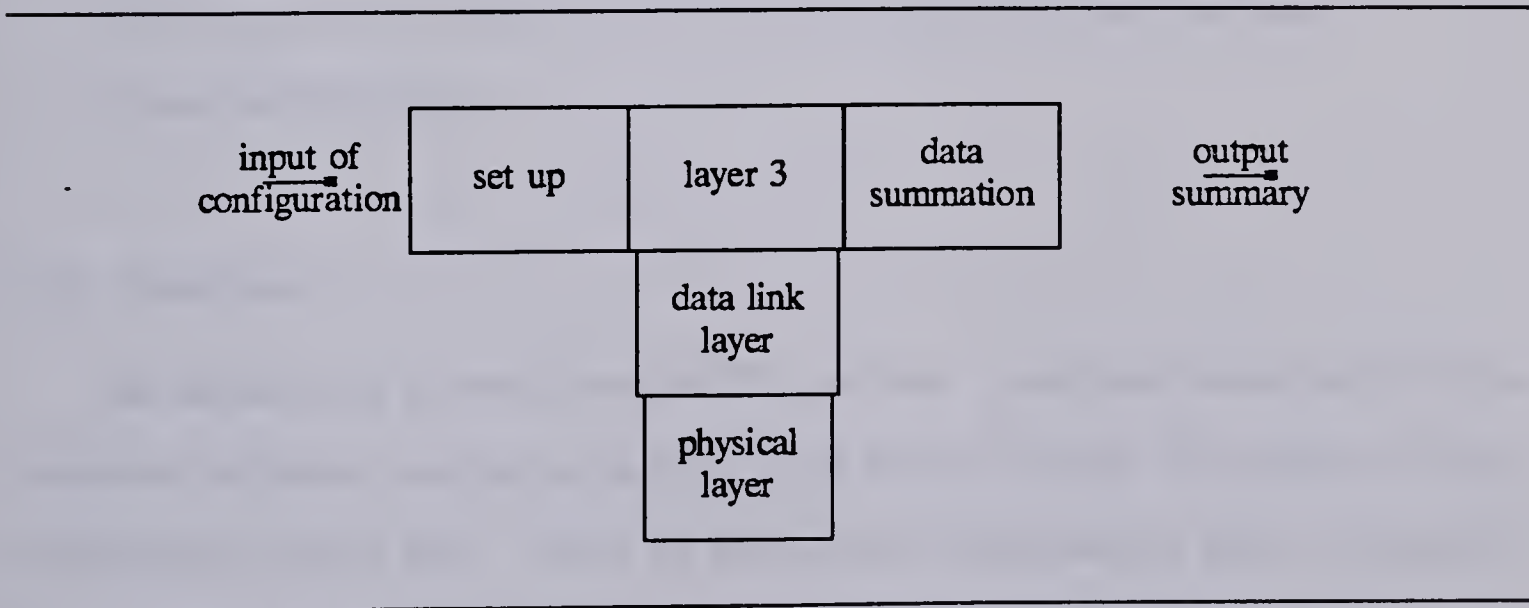 input of
configuration
set up
layer 3
data
summation
output
summary
data link
layer
physical
layer